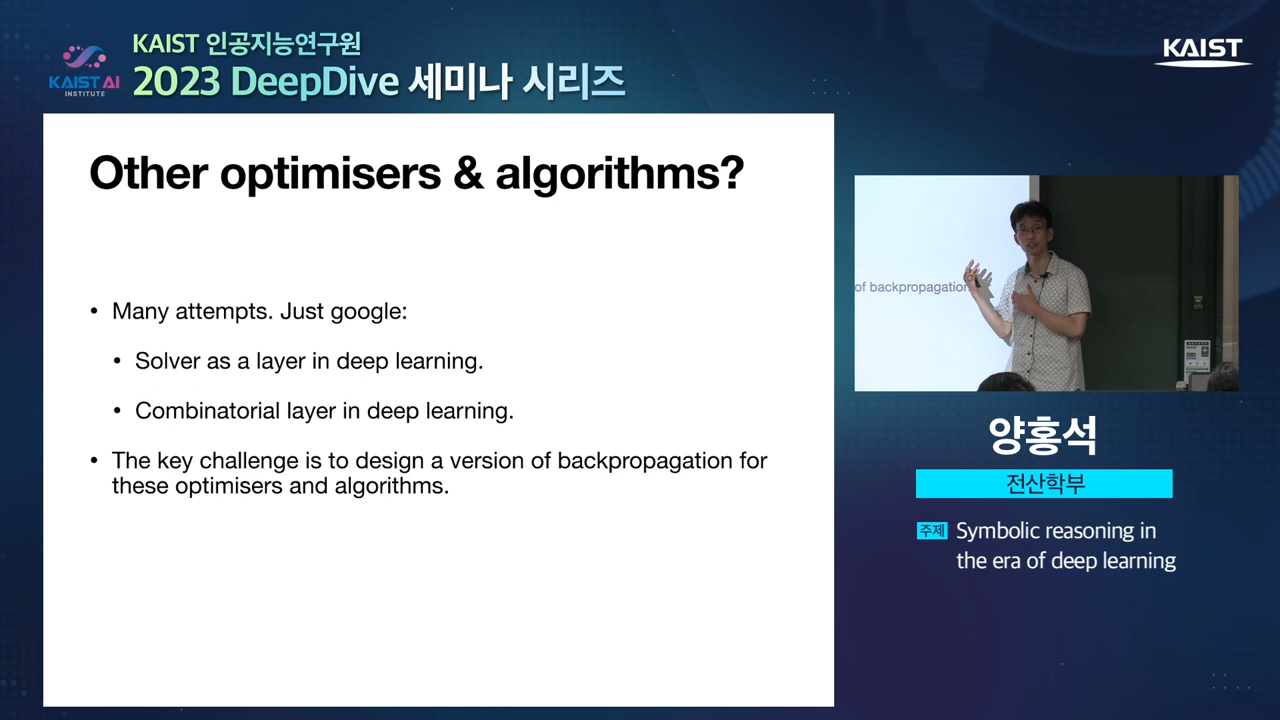 KAIST 인공지능연구원
KAIST AI
INSTITUTE
2023 DeepDive 세미나 시리즈
KAIST
Other optimisers & algorithms?
• Many attempts. Just google:
• Solver as a layer in deep learning.
• Combinatorial layer in deep learning.
• The key challenge is to design a version of backpropagation for
these optimisers and algorithms.
of backpropagation
양홍석
전산학부
주제 Symbolic reasoning in
the era of deep learning